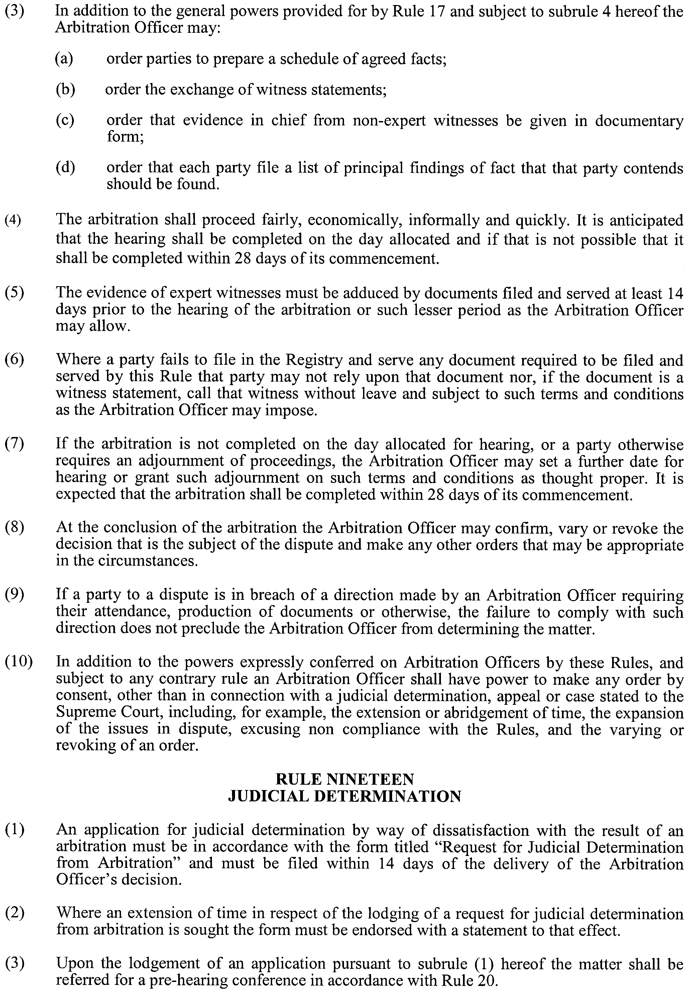 (3) In addition to the general powers provided for by Rule 17 and subject to subrule 4 hereof the
Arbitration Officer may:
(a) order parties to prepare a schedule of agreed facts;
(b) order the exchange of witness statements;
(c) order that evidence in chief from non-expert witnesses be given in documentary
form;
(d) order that each party file a list of principal findings of fact that that party contends
should be found.
(4) The arbitration shall proceed fairly, economically, informally and quickly. It is anticipated
that the hearing shall be completed on the day allocated and if that is not possible that it
shall be completed within 28 days of its commencement.
(5) The evidence of expert witnesses must be adduced by documents filed and served at least 14
days prior to the hearing of the arbitration or such lesser period as the Arbitration Officer
may allow.
(6) Where a party fails to file in the Registry and serve any document required to be filed and
served by this Rule that party may not rely upon that document nor, if the document is a
witness statement, call that witness without leave and subject to such terms and conditions
as the Arbitration Officer may impose.
(7) If the arbitration is not completed on the day allocated for hearing, or a party otherwise
requires an adjournment of proceedings, the Arbitration Officer may set a further date for
hearing or grant such adjournment on such terms and conditions as thought proper. It is
expected that the arbitration shall be completed within 28 days of its commencement.
(8) At the conclusion of the arbitration the Arbitration Officer may confirm, vary or revoke the
decision that is the subject of the dispute and make any other orders that may be appropriate
in the circumstances.
(9) If a party to a dispute is in breach of a direction made by an Arbitration Officer requiring
their attendance, production of documents or otherwise, the failure to comply with such
direction does not preclude the Arbitration Officer from determining the matter.
(10) In addition to the powers expressly conferred on Arbitration Officers by these Rules, and
subject to any contrary rule an Arbitration Officer shall have power to make any order by
consent, other than in connection with a judicial determination, appeal or case stated to the
Supreme Court, including, for example, the extension or abridgement of time, the expansion
of the issues in dispute, excusing non compliance with the Rules, and the varying or
revoking of an order.
RULE NINETEEN
JUDICIAL DETERMINATION
(1) An application for judicial determination by way of dissatisfaction with the result of an
arbitration must be in accordance with the form titled “Request for Judicial Determination
from Arbitration” and must be filed within 14 days of the delivery of the Arbitration
Officer’s decision.
(2) Where an extension of time in respect of the lodging of a request for judicial determination
from arbitration is sought the form must be endorsed with a statement to that effect.
(3) Upon the lodgement of an application pursuant to subrule (1) hereof the matter shall be
referred for a pre-hearing conference in accordance with Rule 20.